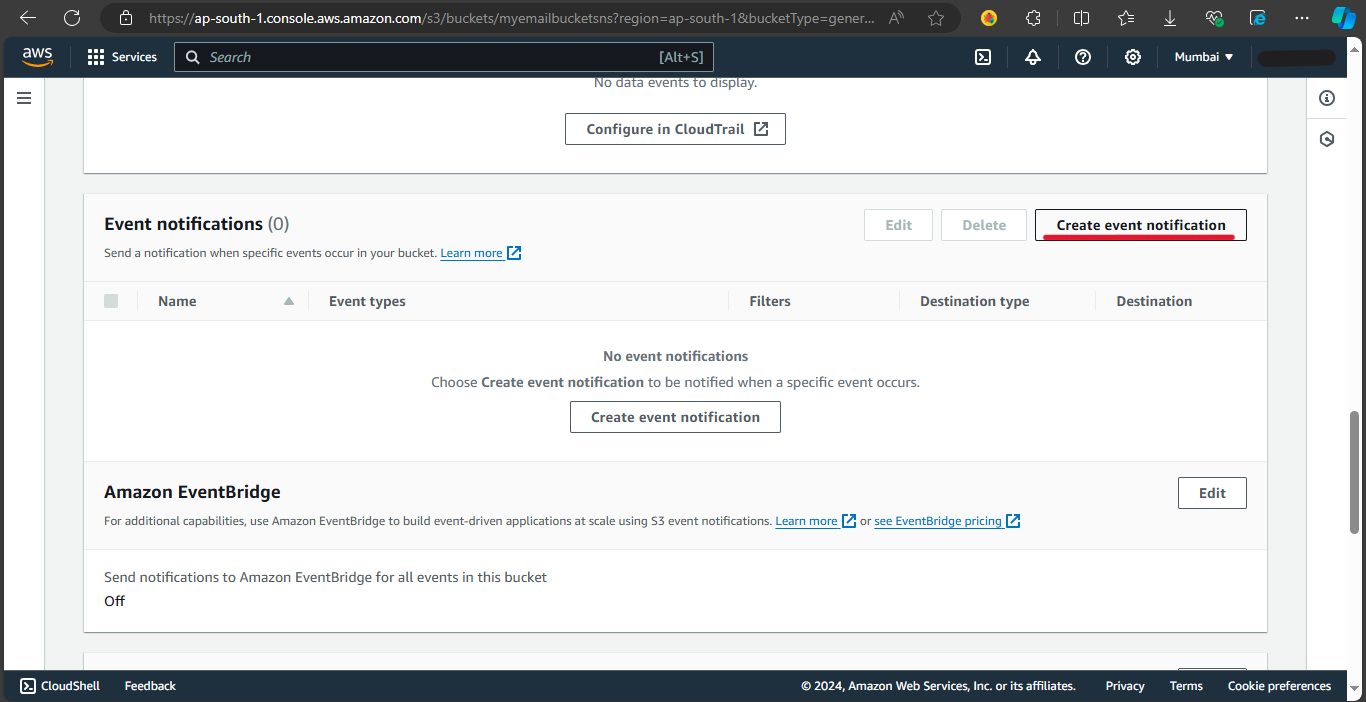 https://ap-south-1.console.aws.amazon.com/s3/buckets/myemailbucketsns?region=ap-south-1&bucketType=gener...
aws
Services
Search
[Alt+S]
Mumbai
No data events to display.
Configure in CloudTrail
Event notifications (0)
Edit
Delete
Create event notification
Send a notification when specific events occur in your bucket. Learn more
Name
Event types
Filters
Destination type
Destination
No event notifications
Choose Create event notification to be notified when a specific event occurs.
Create event notification
Amazon EventBridge
Edit
For additional capabilities, use Amazon EventBridge to build event-driven applications at scale using S3 event notifications. Learn more or see EventBridge pricing
Send notifications to Amazon EventBridge for all events in this bucket
Off
CloudShell
Feedback
© 2024, Amazon Web Services, Inc. or its affiliates.
Privacy
Terms
Cookie preferences